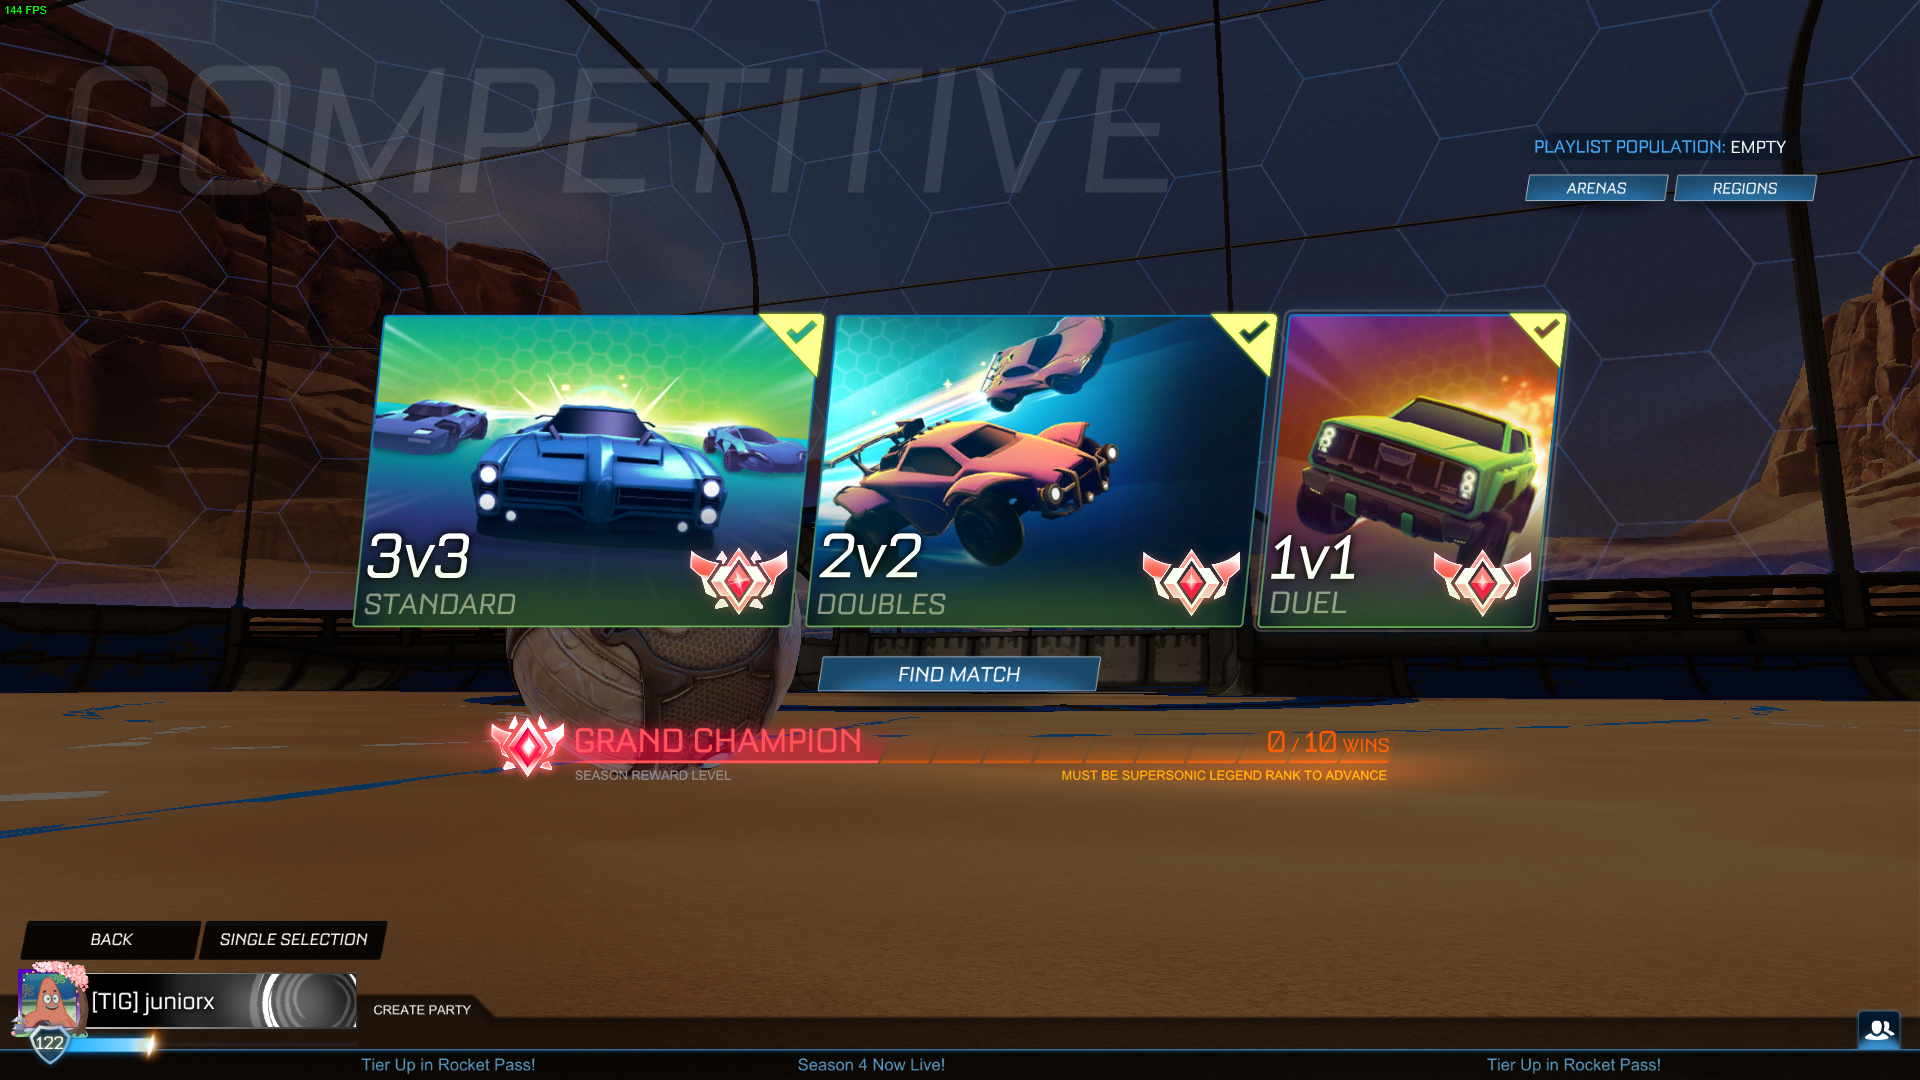 144 FPS
COMPETITIVE
PLAYLIST POPULATION: EMPTY
ARENAS
REGIONS
3v3
STANDARD
2v2
DOUBLES
1v1
DUEL
FIND MATCH
GRAND CHAMPION
0 / 10 WINS
SEASON REWARD LEVEL
MUST BE SUPERSONIC LEGEND RANK TO ADVANCE
BACK
SINGLE SELECTION
[TIG] juniorx
CREATE PARTY
122
Tier Up in Rocket Pass!
Season 4 Now Live!
Tier Up in Rocket Pass!